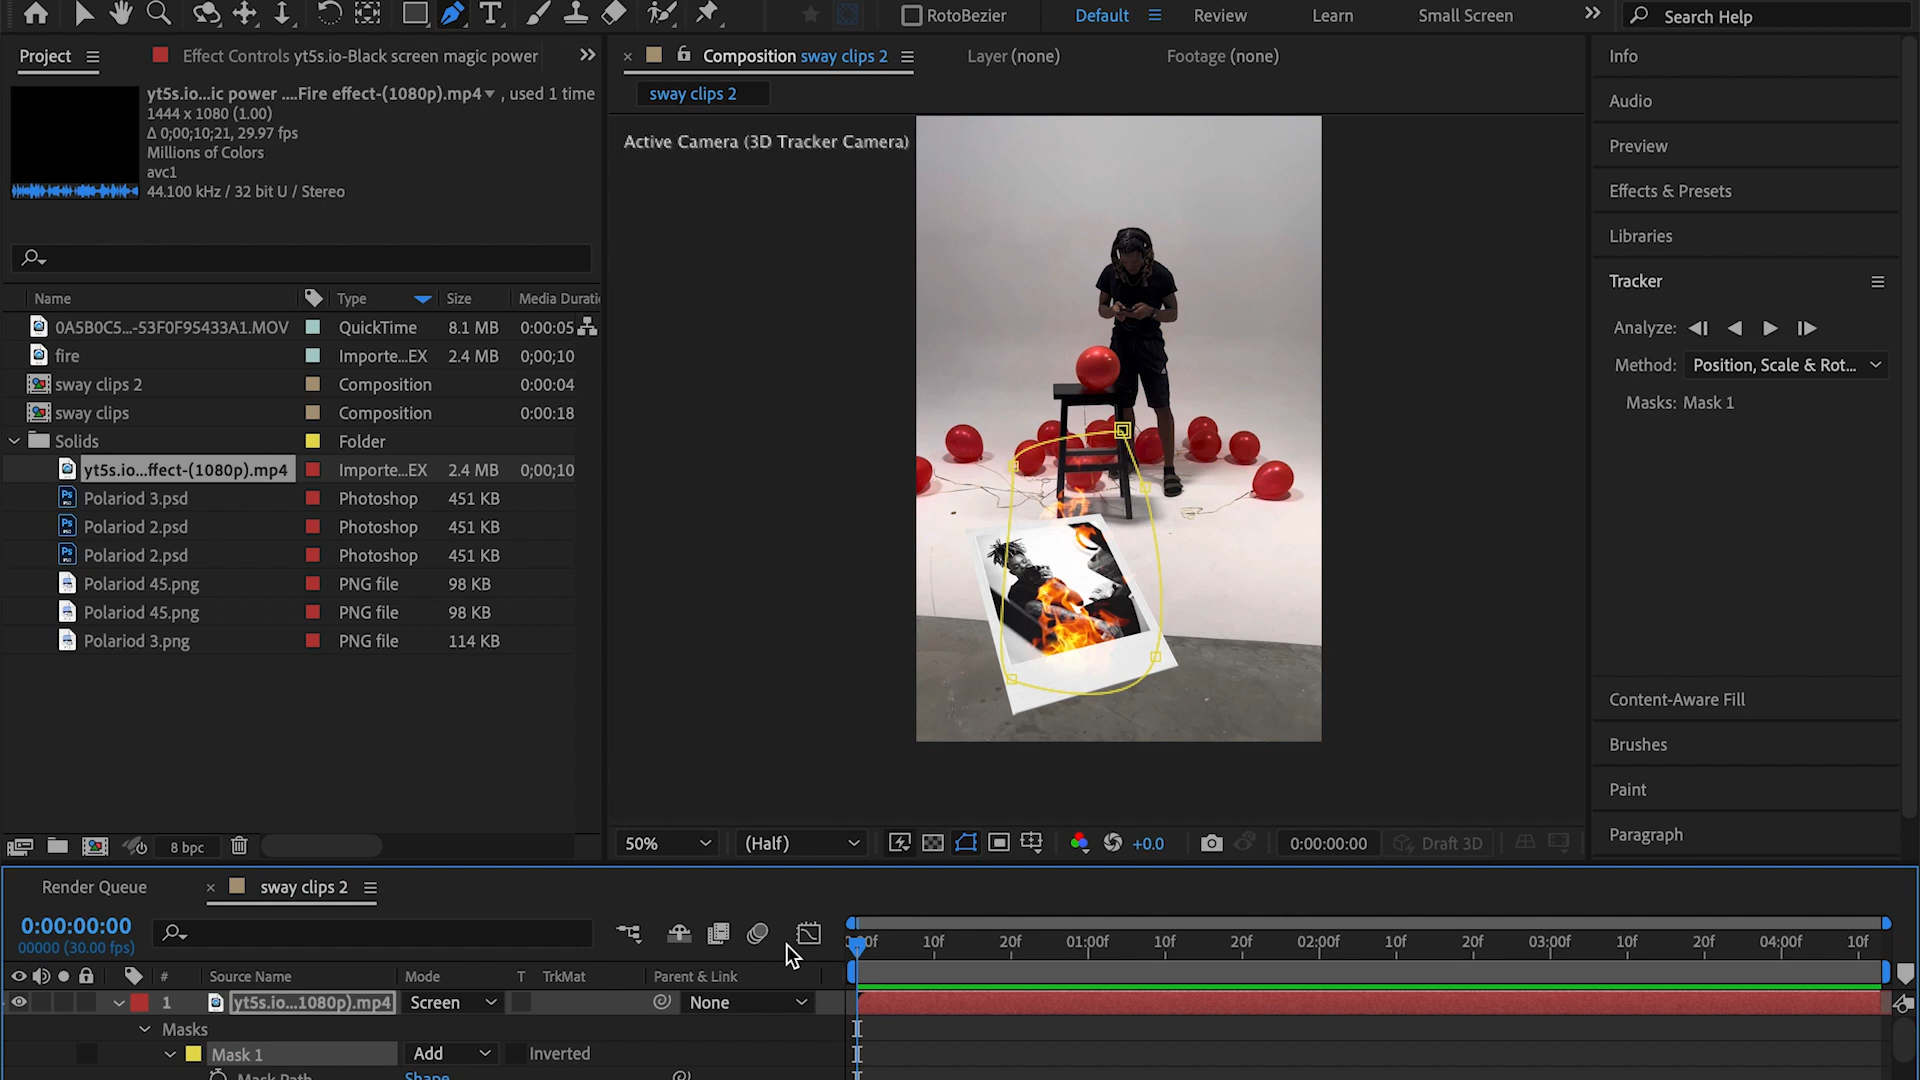 RotoBezier
Default
Review
Learn
Small Screen
Search Help
Project
Effect Controls yt5s.io-Black screen magic power
Composition sway clips 2
Layer (none)
Footage (none)
Info
yt5s.io...ic power ....Fire effect-(1080p).mp4 , used 1 time
1444 x 1080 (1.00)
Δ 0;00;10;21, 29.97 fps
Millions of Colors
avc1
44.100 kHz / 32 bit U / Stereo
sway clips 2
Active Camera (3D Tracker Camera)
Audio
Preview
Effects & Presets
Libraries
Tracker
Analyze:
Method: Position, Scale & Rot...
Masks: Mask 1
Name Type Size Media Duratio
0A5B0C5...-53F0F95433A1.MOV QuickTime 8.1 MB 0:00:05
fire Importe...EX 2.4 MB 0;00;10
sway clips 2 Composition 0:00:04
sway clips Composition 0:00:18
Solids Folder
yt5s.io...ffect-(1080p).mp4 Importe...EX 2.4 MB 0;00;10
Polariod 3.psd Photoshop 451 KB
Polariod 2.psd Photoshop 451 KB
Polariod 2.psd Photoshop 451 KB
Polariod 45.png PNG file 98 KB
Polariod 45.png PNG file 98 KB
Polariod 3.png PNG file 114 KB
Content-Aware Fill
Brushes
Paint
Paragraph
8 bpc
50%
(Half)
+0.0
0:00:00:00
Draft 3D
Render Queue
sway clips 2
0:00:00:00
00000 (30.00 fps)
:00f 10f 20f 01:00f 10f 20f 02:00f 10f 20f 03:00f 10f 20f 04:00f 10f
# Source Name Mode T TrkMat Parent & Link
1 yt5s.io...1080p).mp4 Screen None
Masks
Mask 1 Add Inverted
Mask Path Shape...